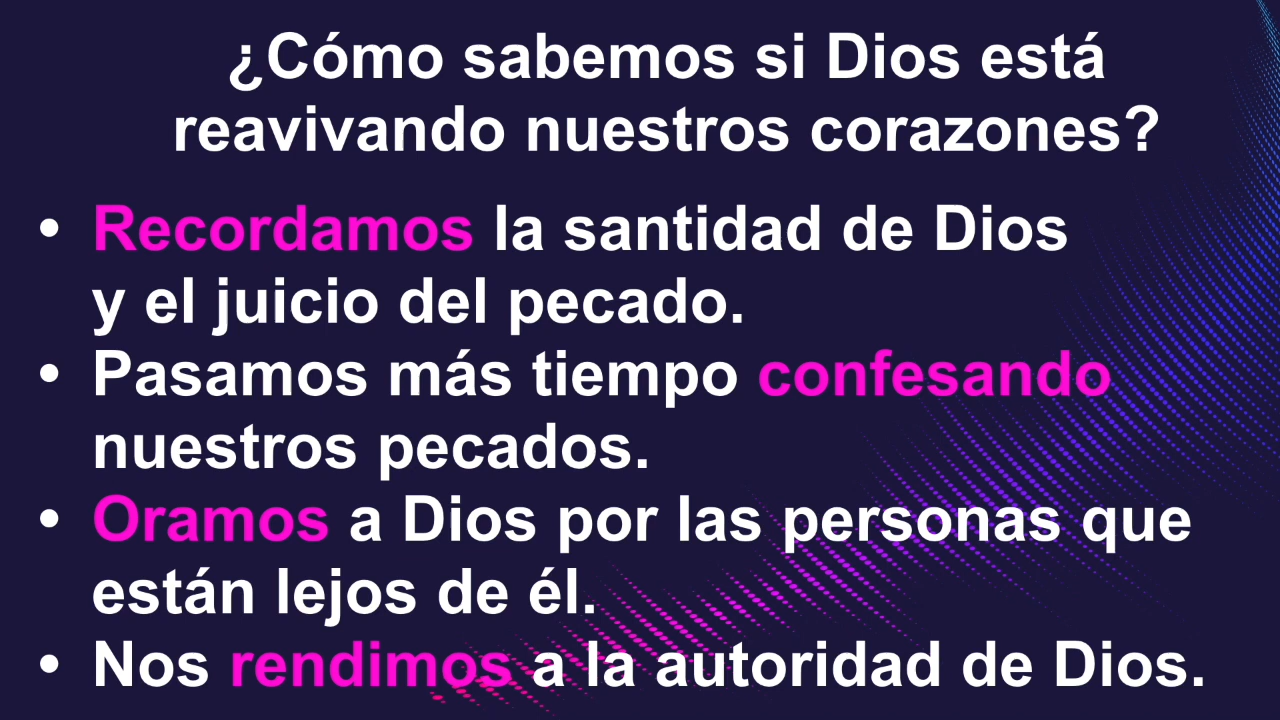 ¿Cómo sabemos si Dios está
reavivando nuestros corazones?
• Recordamos la santidad de Dios
y el juicio del pecado.
• Pasamos más tiempo confesando
nuestros pecados.
• Oramos a Dios por las personas que
están lejos de él.
• Nos rendimos a la autoridad de Dios.